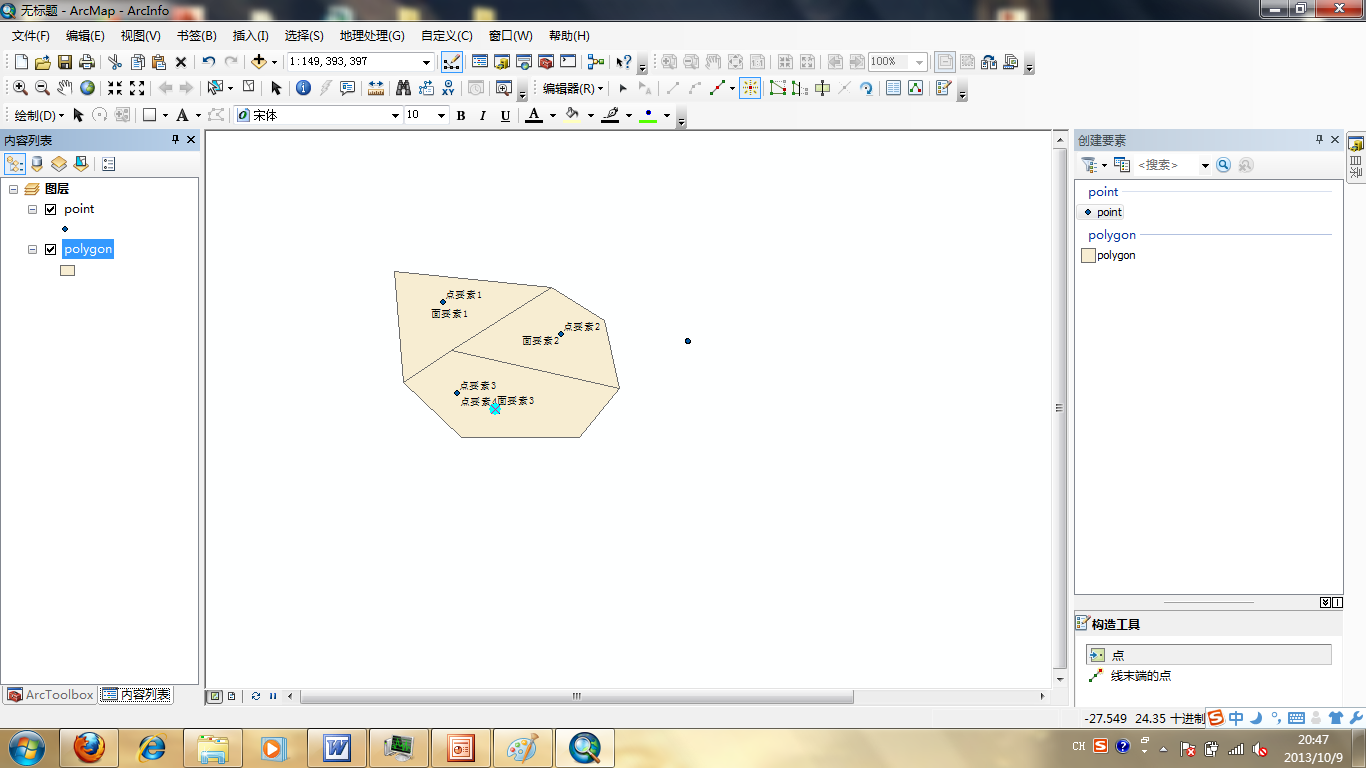 无标题 - ArcMap - ArcInfo
文件(F) 编辑(E) 视图(V) 书签(B) 插入(I) 选择(S) 地理处理(G) 自定义(C) 窗口(W) 帮助(H)
1:149,393,397 100%
编辑器(R)
绘制(D) A 宋体 10 B I U A
内容列表
图层
point
polygon
点要素1
面要素1
点要素2
面要素2
点要素3
点要素4
面要素3
创建要素
<搜索>
point
point
polygon
polygon
目录
构造工具
点
线末端的点
ArcToolbox 内容列表
-27.549 24.35 十进制
中
CH
20:47
2013/10/9